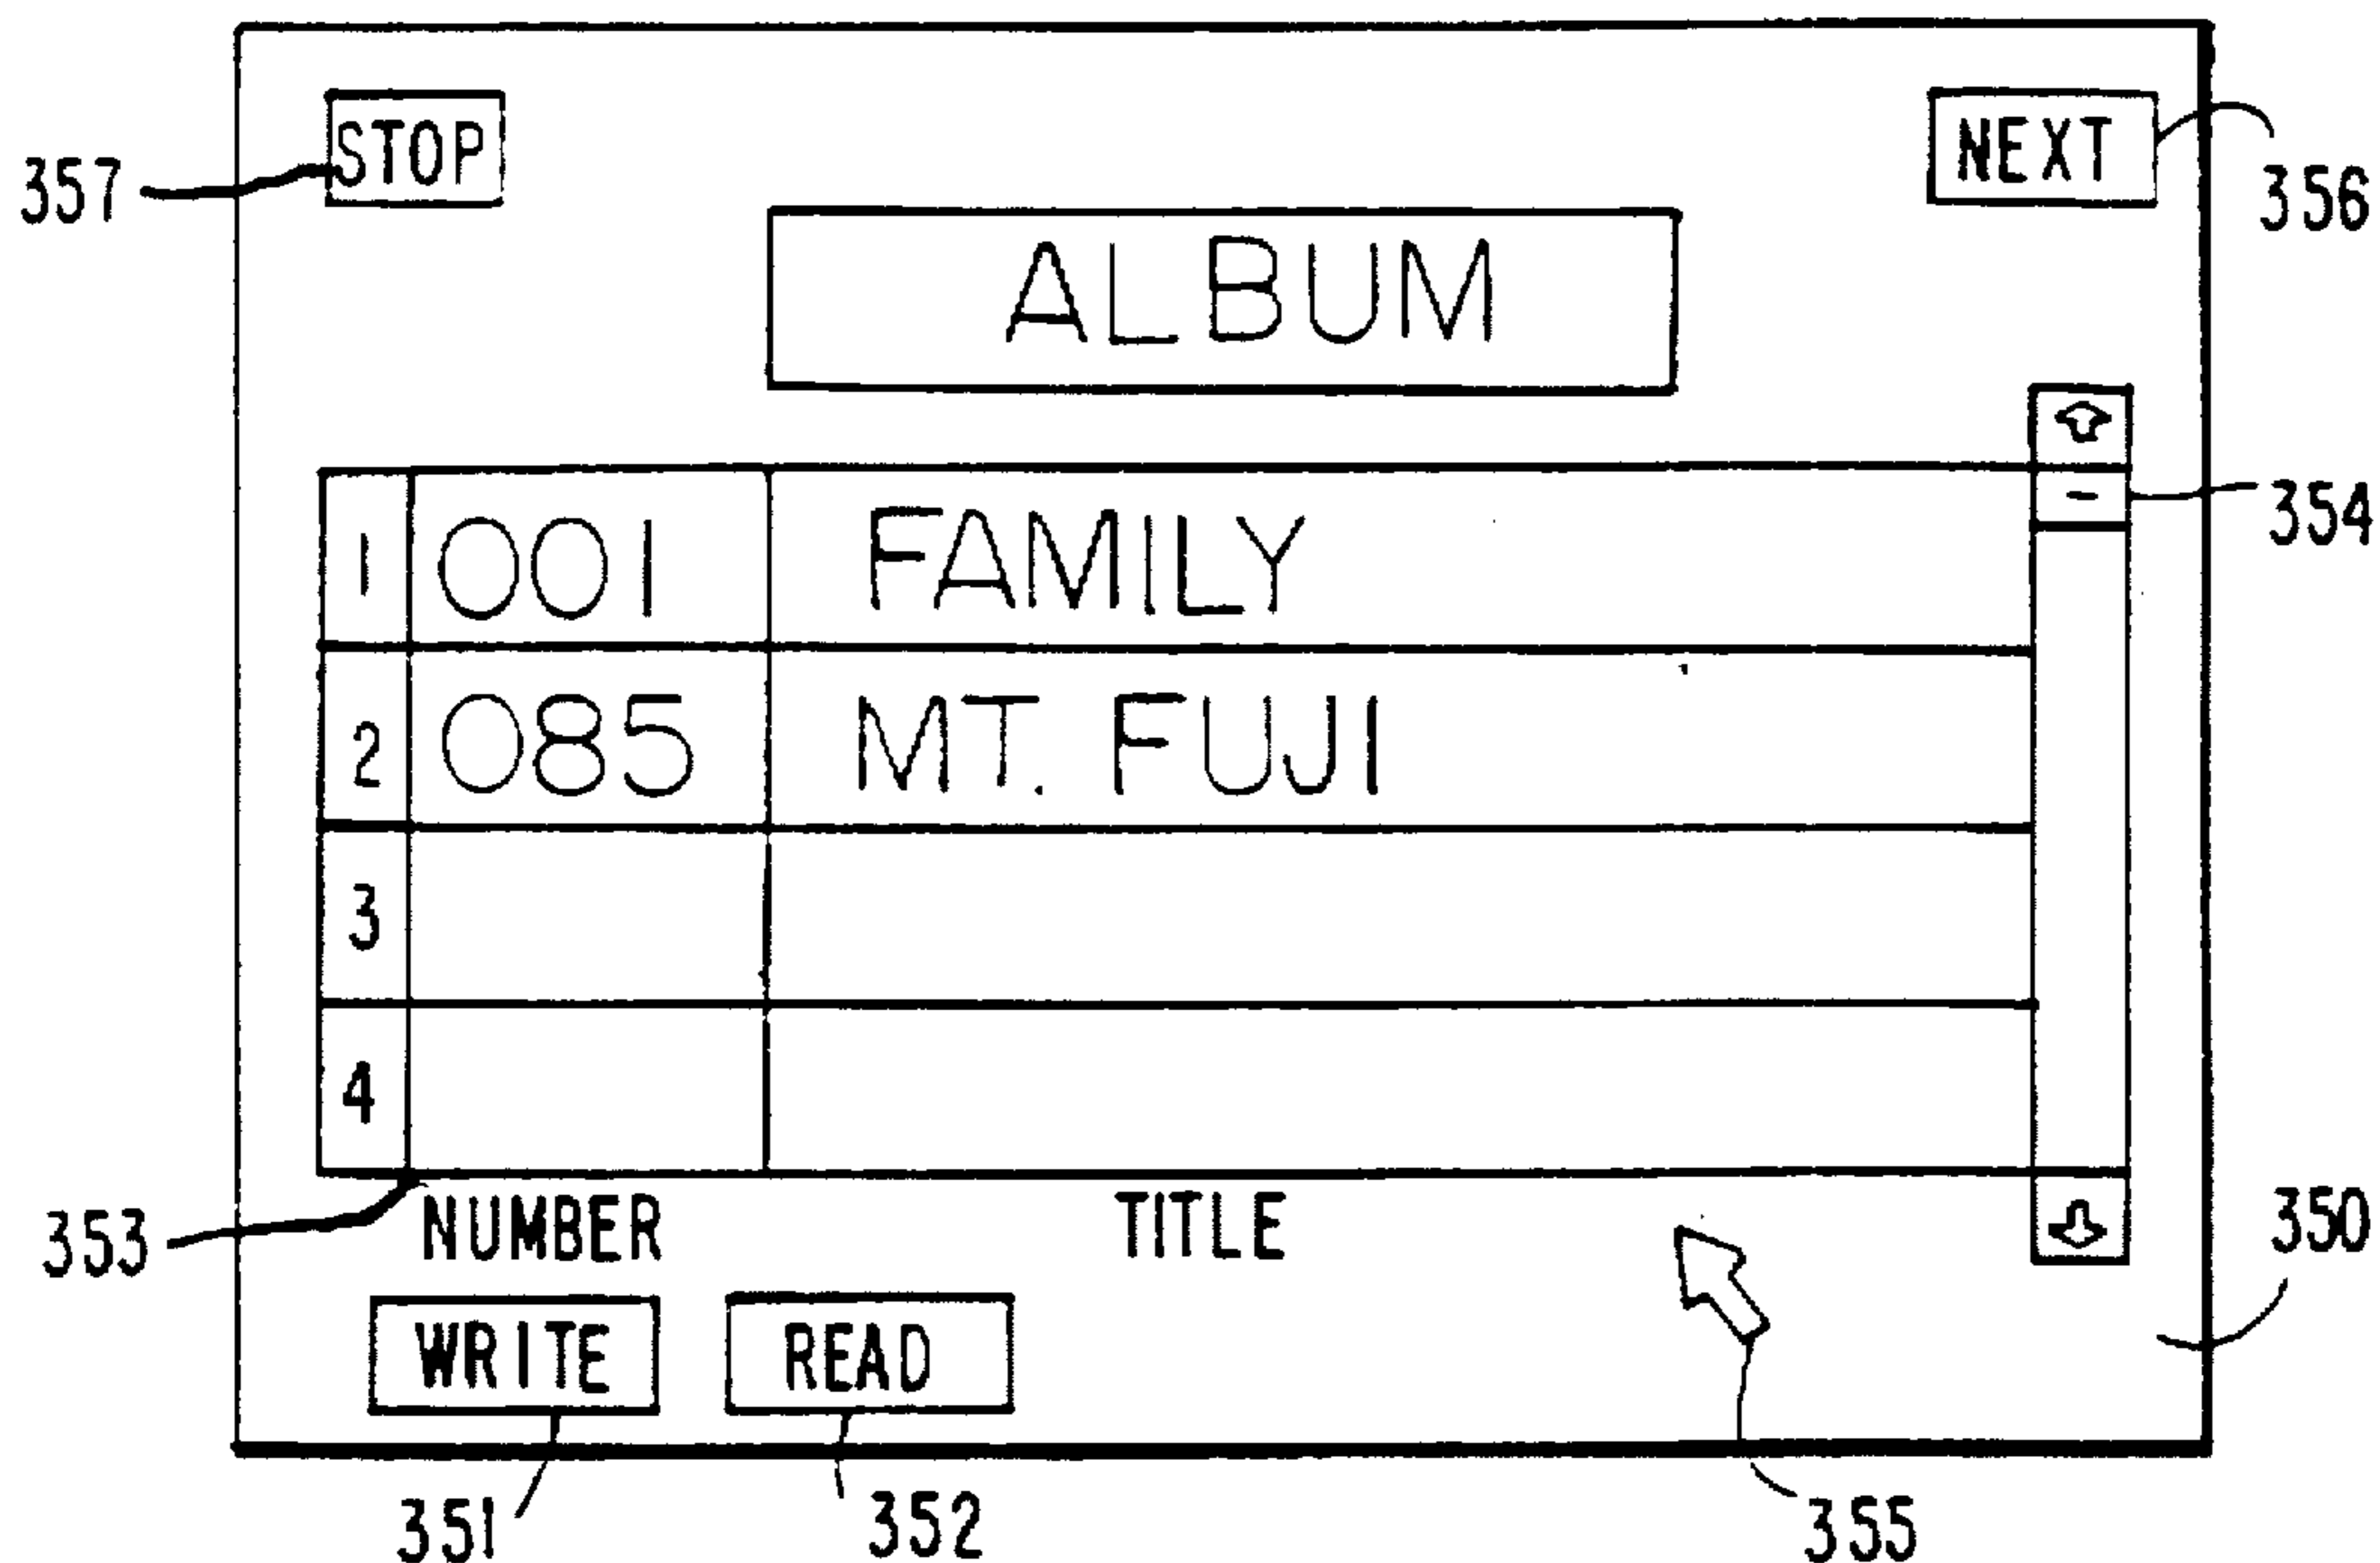 STOP
NEXT
357
356
ALBUM
354
1 001 FAMILY
2 085 MT. FUJI
3
4
353
NUMBER TITLE
350
WRITE READ
351 352 355